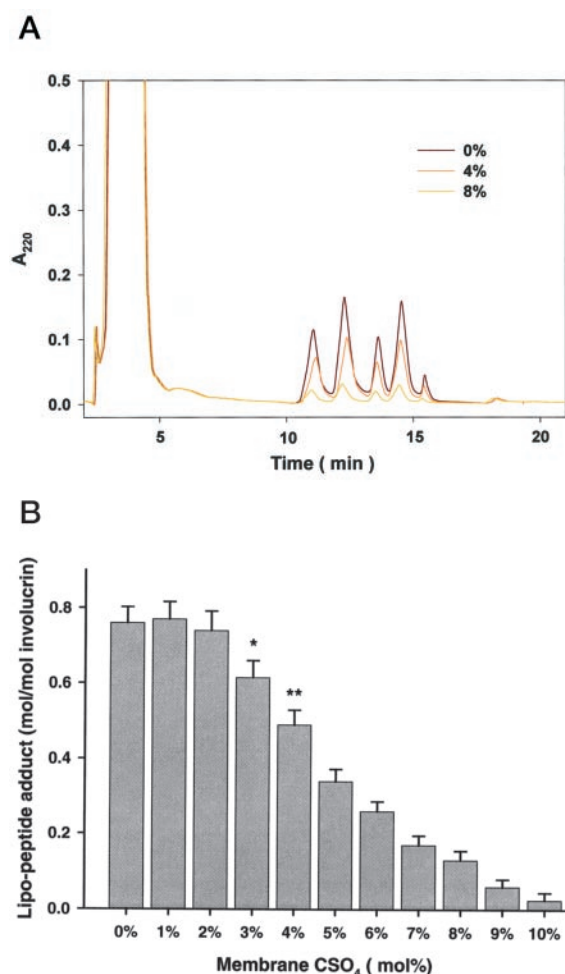 A
0.5
0.4
0.3
0.2
0.1
0.0
A220
0%
4%
8%
5
10
15
20
Time ( min )
B
Lipo-peptide adduct (mol/mol involucrin)
0.8
0.6
0.4
0.2
0.0
*
**
0% 1% 2% 3% 4% 5% 6% 7% 8% 9% 10%
Membrane CSO4 ( mol%)